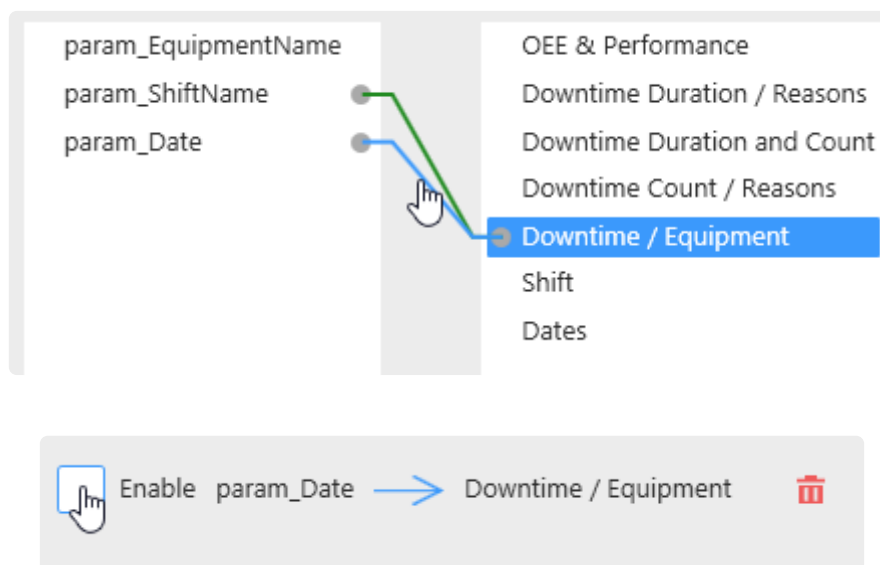 param_EquipmentName
param_ShiftName
param_Date
OEE & Performance
Downtime Duration / Reasons
Downtime Duration and Count
Downtime Count / Reasons
Downtime / Equipment
Shift
Dates
Enable param_Date Downtime / Equipment